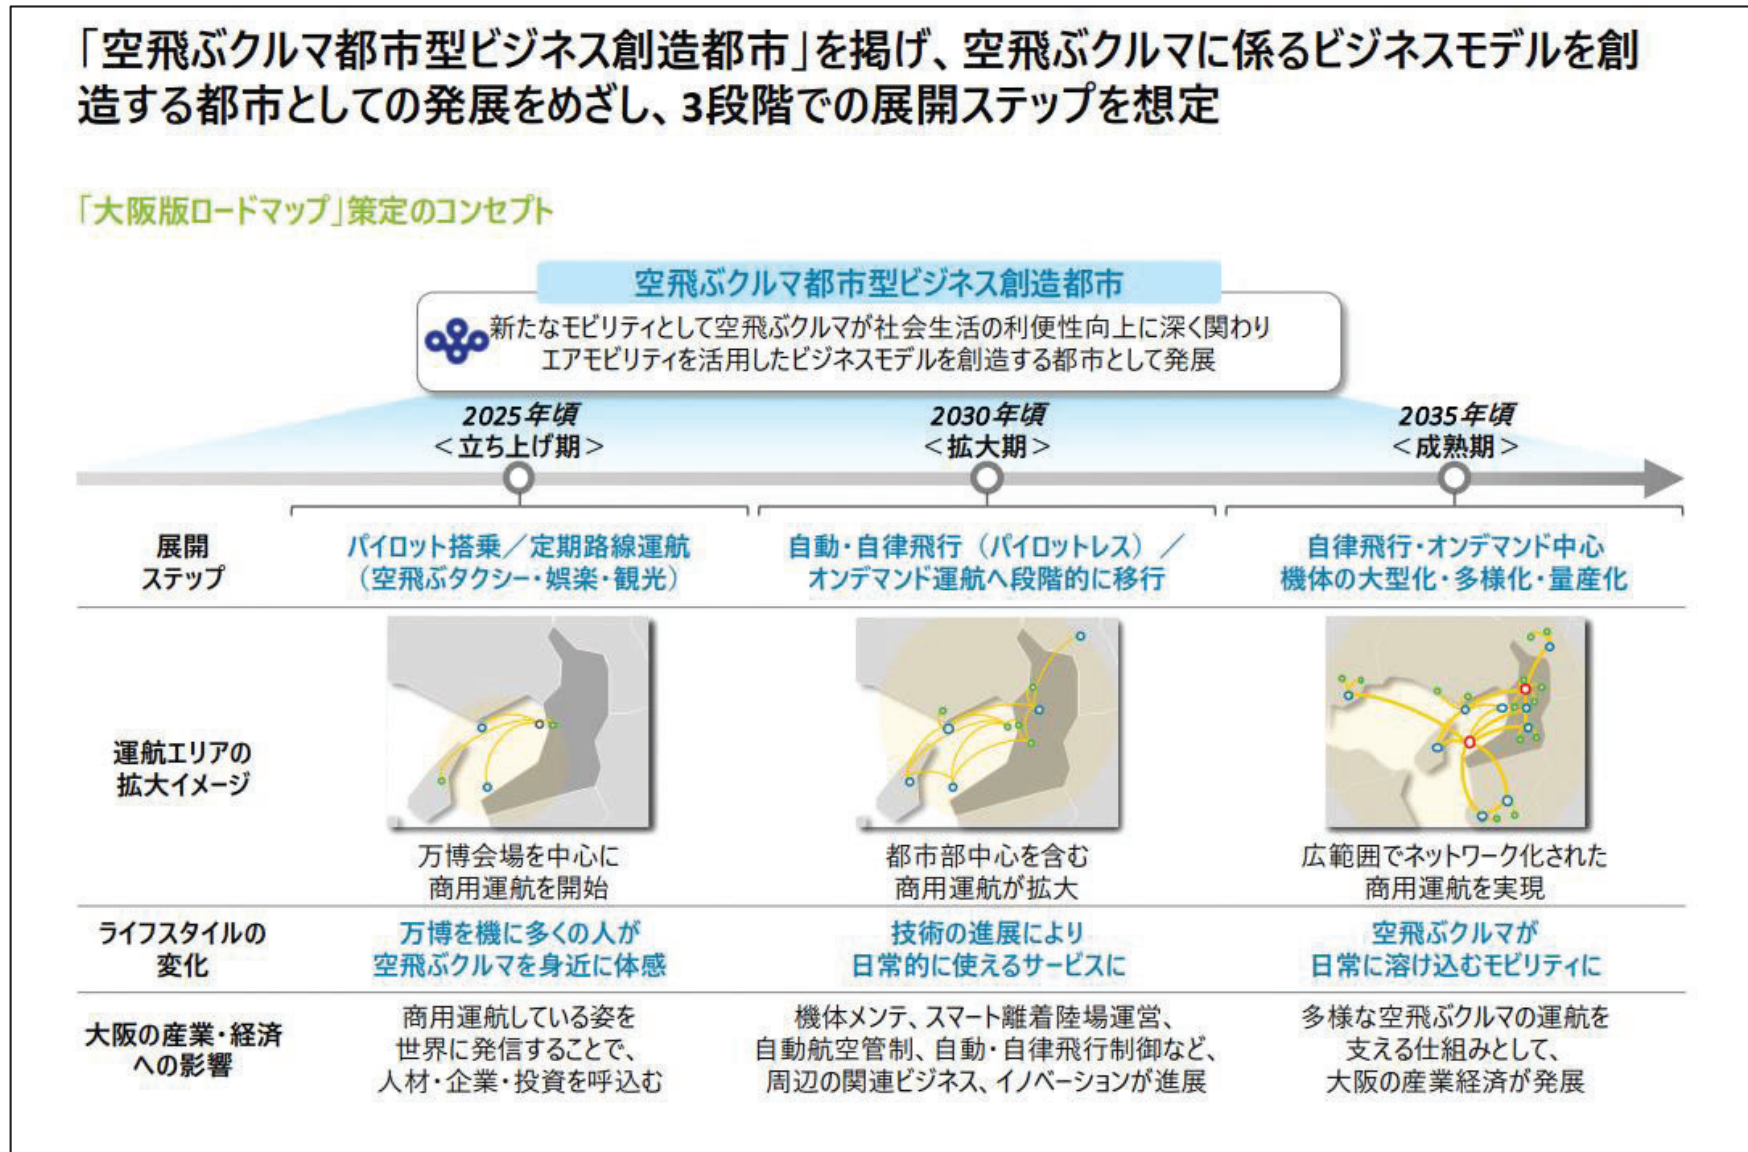 「空飛ぶクルマ都市型ビジネス創造都市」を掲げ、空飛ぶクルマに係るビジネスモデルを創
造する都市としての発展をめざし、3段階での展開ステップを想定
「大阪版ロードマップ」策定のコンセプト
空飛ぶクルマ都市型ビジネス創造都市
新たなモビリティとして空飛ぶクルマが社会生活の利便性向上に深く関わり
エアモビリティを活用したビジネスモデルを創造する都市として発展
2025年頃
＜立ち上げ期＞
2030年頃
＜拡大期＞
2035年頃
＜成熟期＞
展開
ステップ
パイロット搭乗／定期路線運航
（空飛ぶタクシー・娯楽・観光）
自動・自律飛行（パイロットレス）／
オンデマンド運航へ段階的に移行
自律飛行・オンデマンド中心
機体の大型化・多様化・量産化
運航エリアの
拡大イメージ
万博会場を中心に
商用運航を開始
都市部中心を含む
商用運航が拡大
広範囲でネットワーク化された
商用運航を実現
ライフスタイルの
変化
万博を機に多くの人が
空飛ぶクルマを身近に体感
技術の進展により
日常的に使えるサービスに
空飛ぶクルマが
日常に溶け込むモビリティに
大阪の産業・経済
への影響
商用運航している姿を
世界に発信することで、
人材・企業・投資を呼込む
機体メンテ、スマート離着陸場運営、
自動航空管制、自動・自律飛行制御など、
周辺の関連ビジネス、イノベーションが進展
多様な空飛ぶクルマの運航を
支える仕組みとして、
大阪の産業経済が発展